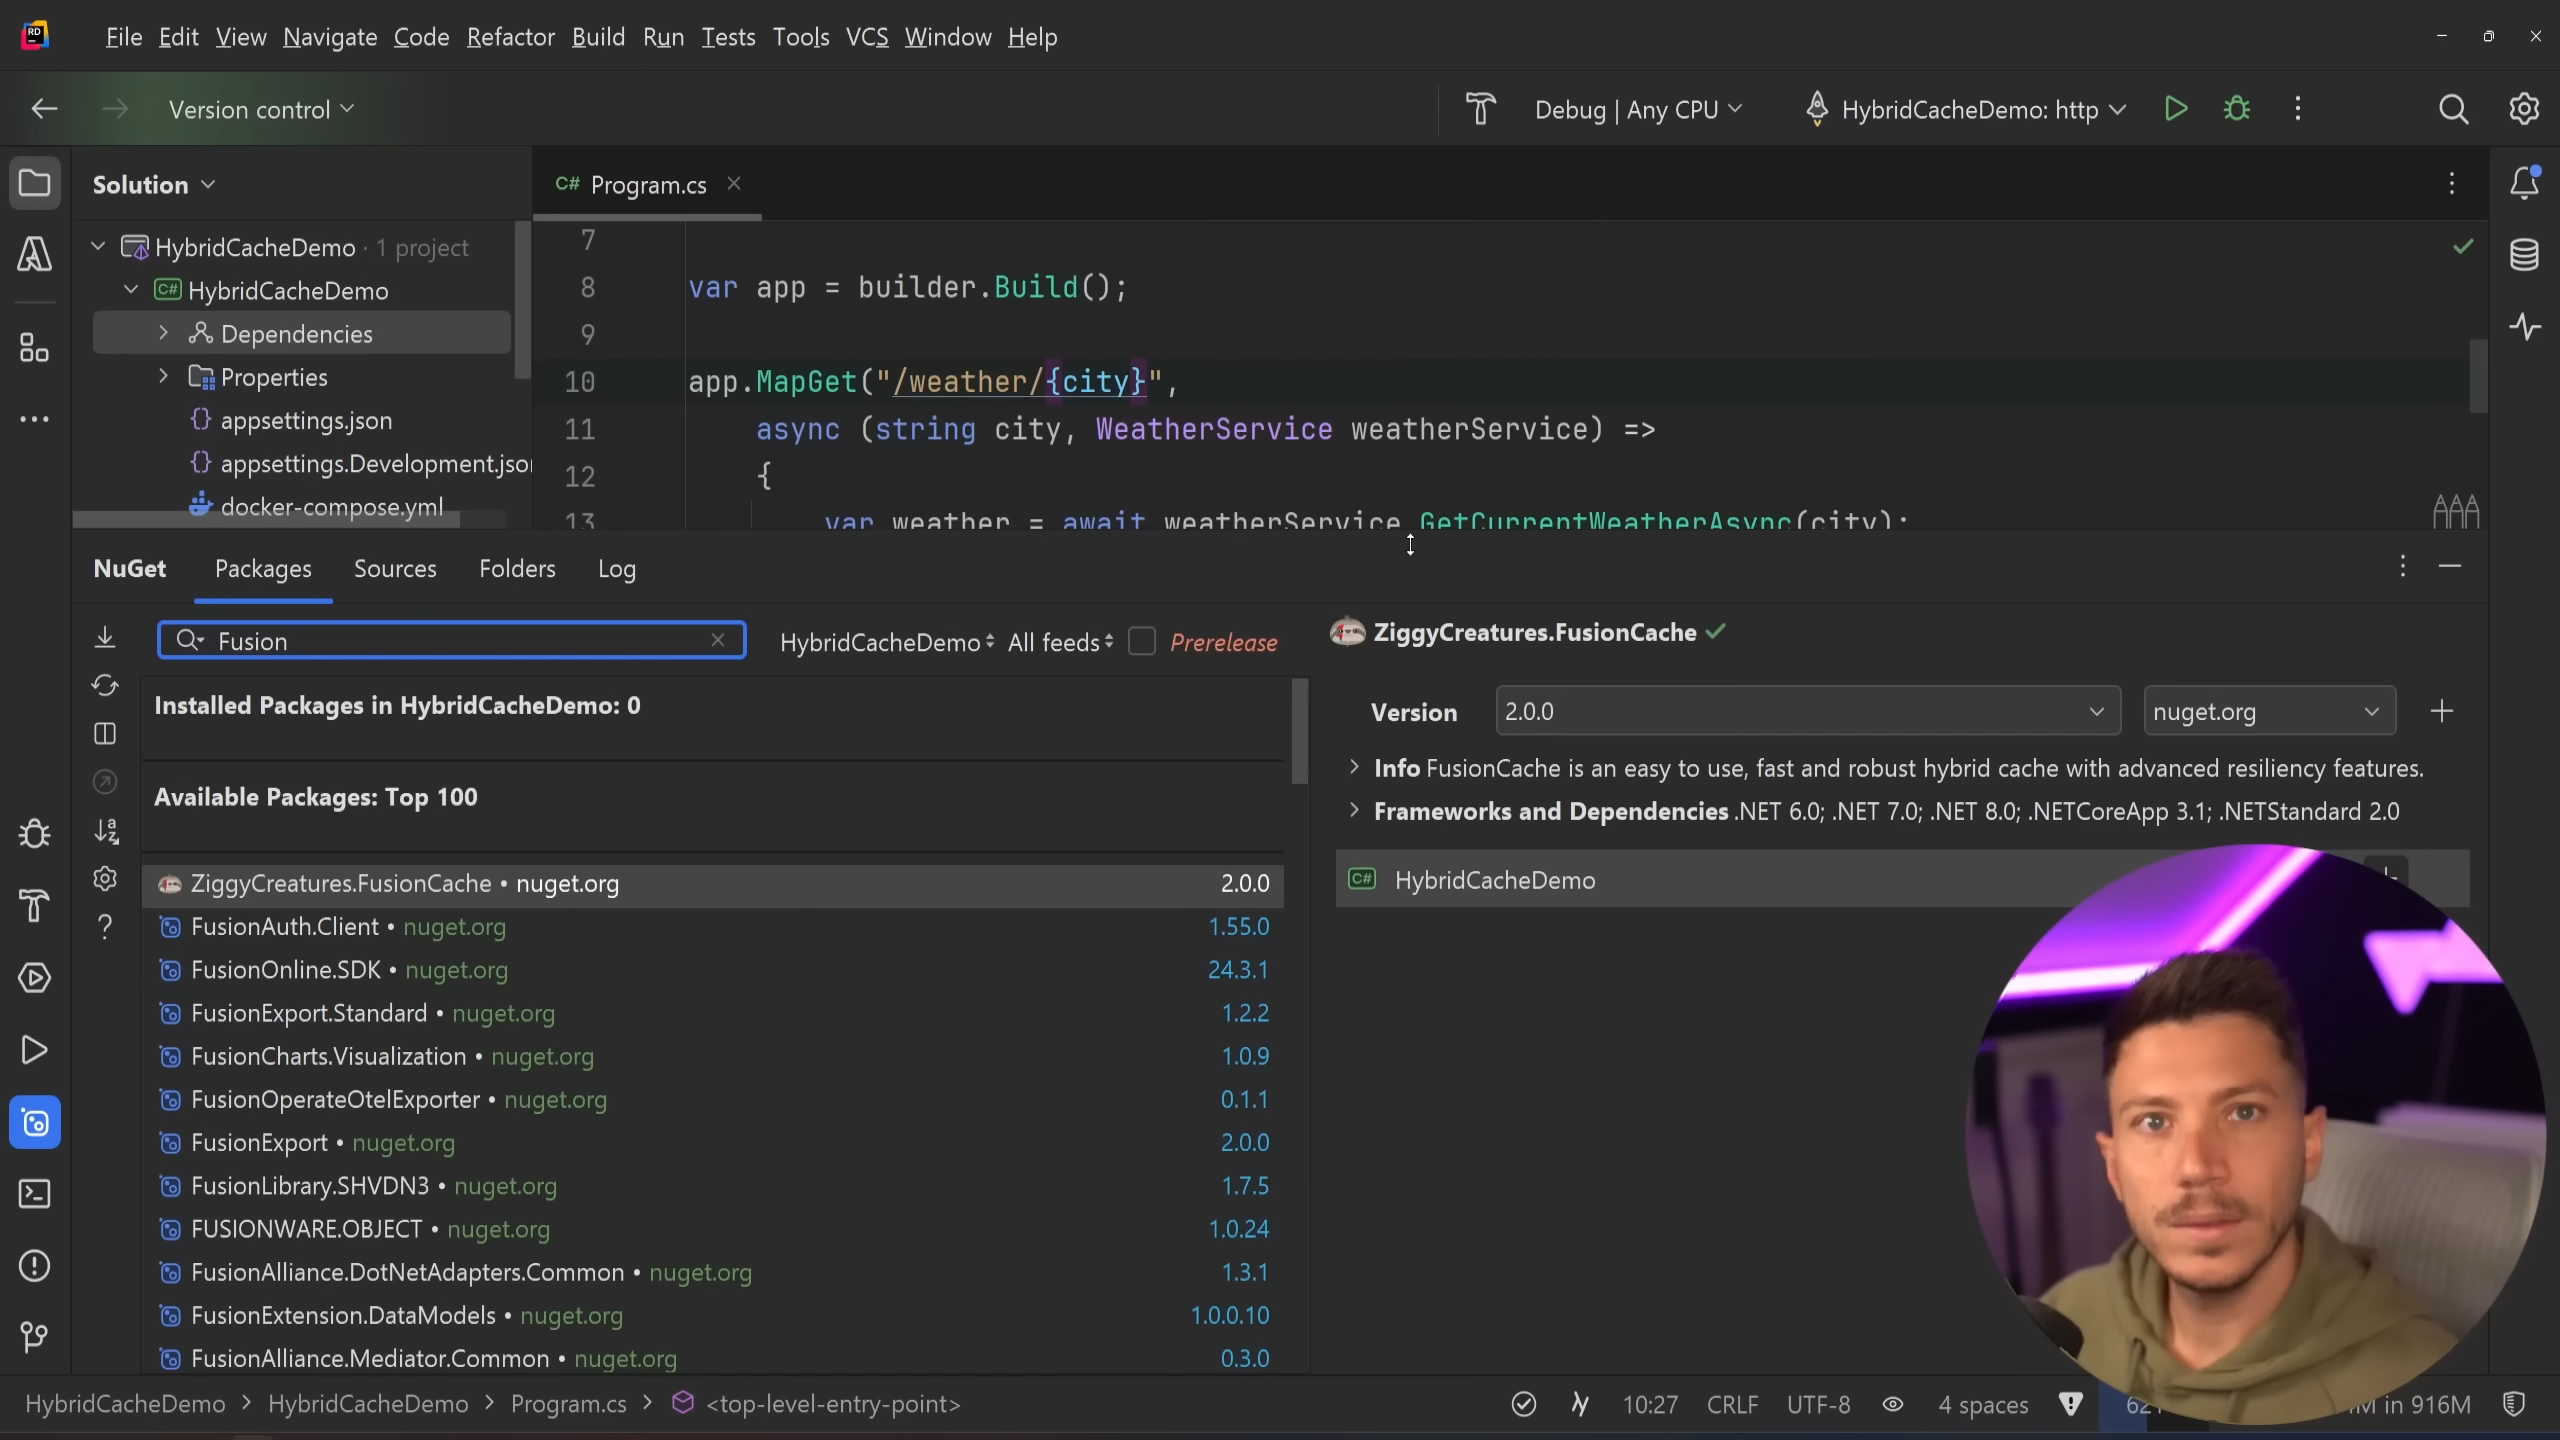 RD
File Edit View Navigate Code Refactor Build Run Tests Tools VCS Window Help
Version control
Debug | Any CPU
HybridCacheDemo: http
Solution
C# Program.cs
HybridCacheDemo · 1 project
C# HybridCacheDemo
Dependencies
Properties
appsettings.json
appsettings.Development.jso
docker-compose.yml
7
8 var app = builder.Build();
9
10 app.MapGet("/weather/{city}",
11 async (string city, WeatherService weatherService) =>
12 {
13 var weather = await weatherService.GetCurrentWeatherAsync(city);
NuGet Packages Sources Folders Log
Fusion
HybridCacheDemo All feeds Prerelease
Installed Packages in HybridCacheDemo: 0
Available Packages: Top 100
ZiggyCreatures.FusionCache • nuget.org 2.0.0
FusionAuth.Client • nuget.org 1.55.0
FusionOnline.SDK • nuget.org 24.3.1
FusionExport.Standard • nuget.org 1.2.2
FusionCharts.Visualization • nuget.org 1.0.9
FusionOperateOtelExporter • nuget.org 0.1.1
FusionExport • nuget.org 2.0.0
FusionLibrary.SHVDN3 • nuget.org 1.7.5
FUSIONWARE.OBJECT • nuget.org 1.0.24
FusionAlliance.DotNetAdapters.Common • nuget.org 1.3.1
FusionExtension.DataModels • nuget.org 1.0.0.10
FusionAlliance.Mediator.Common • nuget.org 0.3.0
ZiggyCreatures.FusionCache
Version 2.0.0 nuget.org
Info FusionCache is an easy to use, fast and robust hybrid cache with advanced resiliency features.
Frameworks and Dependencies .NET 6.0; .NET 7.0; .NET 8.0; .NETCoreApp 3.1; .NETStandard 2.0
C# HybridCacheDemo
HybridCacheDemo > HybridCacheDemo > Program.cs > <top-level-entry-point>
10:27 CRLF UTF-8 4 spaces in 916M